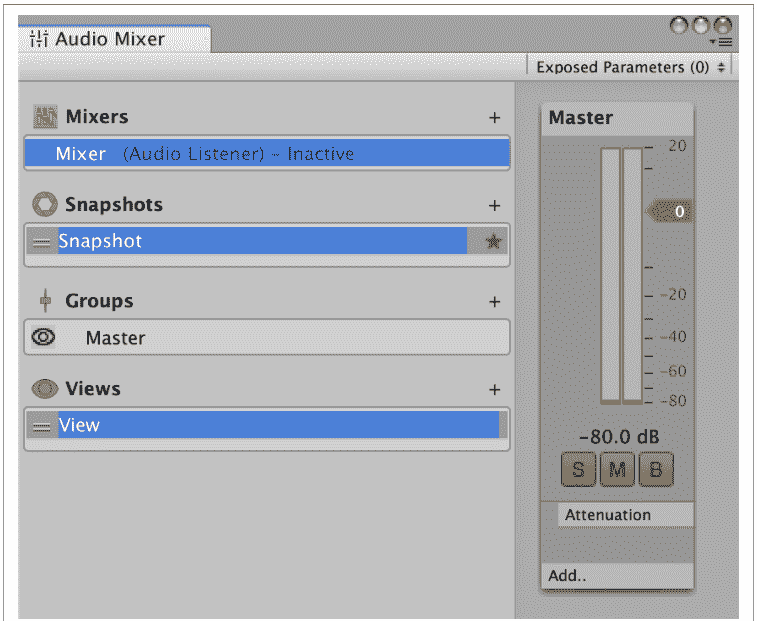 Audio Mixer
Exposed Parameters (0)
Mixers +
Mixer (Audio Listener) – Inactive
Snapshots +
Snapshot
Groups +
Master
Views +
View
Master
20
0
-20
-40
-60
-80
-80.0 dB
S M B
Attenuation
Add..